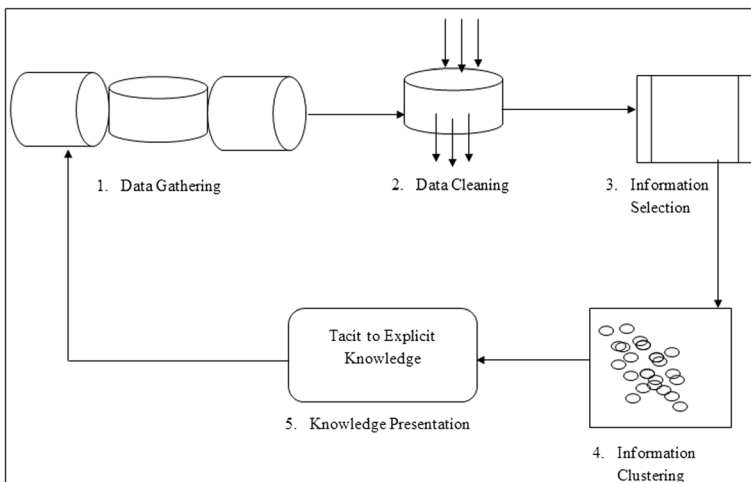 1. Data Gathering
2. Data Cleaning
3. Information
Selection
Tacit to Explicit
Knowledge
5. Knowledge Presentation
4. Information
Clustering